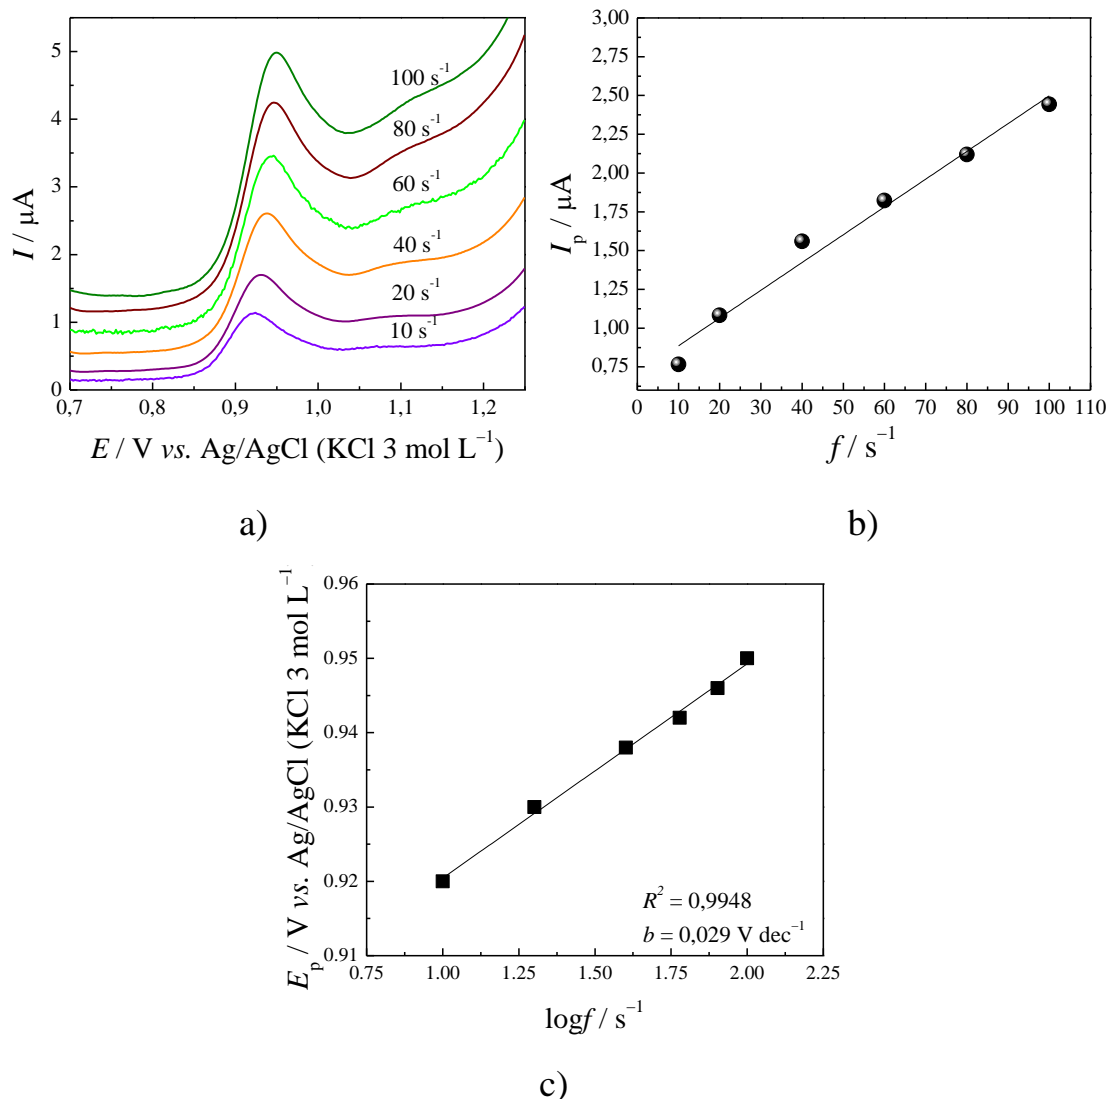 5
4
3
2
1
0
I / µA
100 s⁻¹
80 s⁻¹
60 s⁻¹
40 s⁻¹
20 s⁻¹
10 s⁻¹
0,7 0,8 0,9 1,0 1,1 1,2
E / V vs. Ag/AgCl (KCl 3 mol L⁻¹)
a)
3,00
2,50
2,25
2,00
1,75
1,50
1,25
1,00
0,75
I_p / µA
0 10 20 30 40 50 60 70 80 90 100 110
f / s⁻¹
b)
0.96
0.95
0.94
0.93
0.92
0.91
E_p / V vs. Ag/AgCl (KCl 3 mol L⁻¹
R² = 0,9948
b = 0,029 V dec⁻¹
0.75 1.00 1.25 1.50 1.75 2.00 2.25
logf / s⁻¹
c)